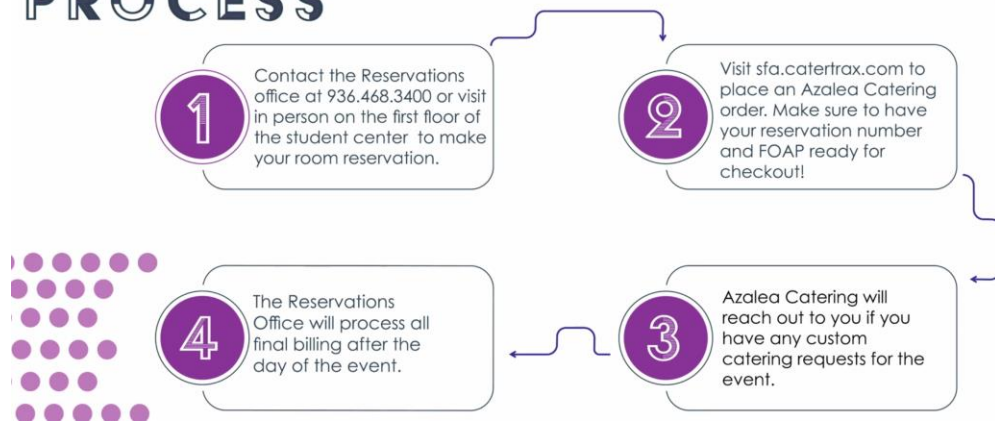 PROCESS
1
Contact the Reservations
office at 936.468.3400 or visit
in person on the first floor of
the student center to make
your room reservation.
2
Visit sfa.catertrax.com to
place an Azalea Catering
order. Make sure to have
your reservation number
and FOAP ready for
checkout!
3
Azalea Catering will
reach out to you if you
have any custom
catering requests for the
event.
4
The Reservations
Office will process all
final billing after the
day of the event.